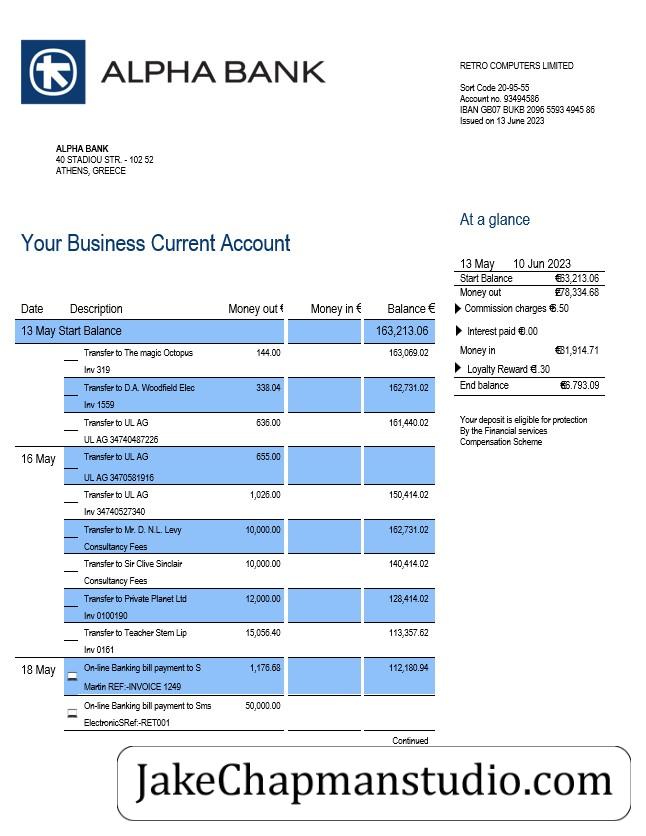 ALPHA BANK
RETRO COMPUTERS LIMITED
Sort Code 20-95-55
Account no. 93494586
IBAN GB07 BUKB 2096 5593 4945 86
Issued on 13 June 2023
ALPHA BANK
40 STADIOU STR. - 102 52
ATHENS, GREECE
At a glance
Your Business Current Account
13 May 10 Jun 2023
Start Balance €63,213.06
Money out £78,334.68
Commission charges €6.50
Interest paid €0.00
Money in €31,914.71
Loyalty Reward €1.30
End balance €6.793.09
Your deposit is eligible for protection
By the Financial services
Compensation Scheme
Date Description Money out € Money in € Balance €
13 May Start Balance 163,213.06
Transfer to The magic Octopus 144.00 163,069.02
Inv 319
Transfer to D.A. Woodfield Elec 338.04 162,731.02
Inv 1559
Transfer to UL AG 636.00 161,440.02
UL AG 34740487226
16 May Transfer to UL AG 655.00
UL AG 3470581916
Transfer to UL AG 1,026.00 150,414.02
Inv 34740527340
Transfer to Mr. D. N.L. Levy 10,000.00 162,731.02
Consultancy Fees
Transfer to Sir Clive Sinclair 10,000.00 140,414.02
Consultancy Fees
Transfer to Private Planet Ltd 12,000.00 128,414.02
Inv 0100190
Transfer to Teacher Stem Lip 15,056.40 113,357.62
Inv 0161
18 May On-line Banking bill payment to S 1,176.68 112,180.94
Martin REF:-INVOICE 1249
On-line Banking bill payment to Sms 50,000.00
ElectronicSRef:-RET001
Continued
JakeChapmanstudio.com